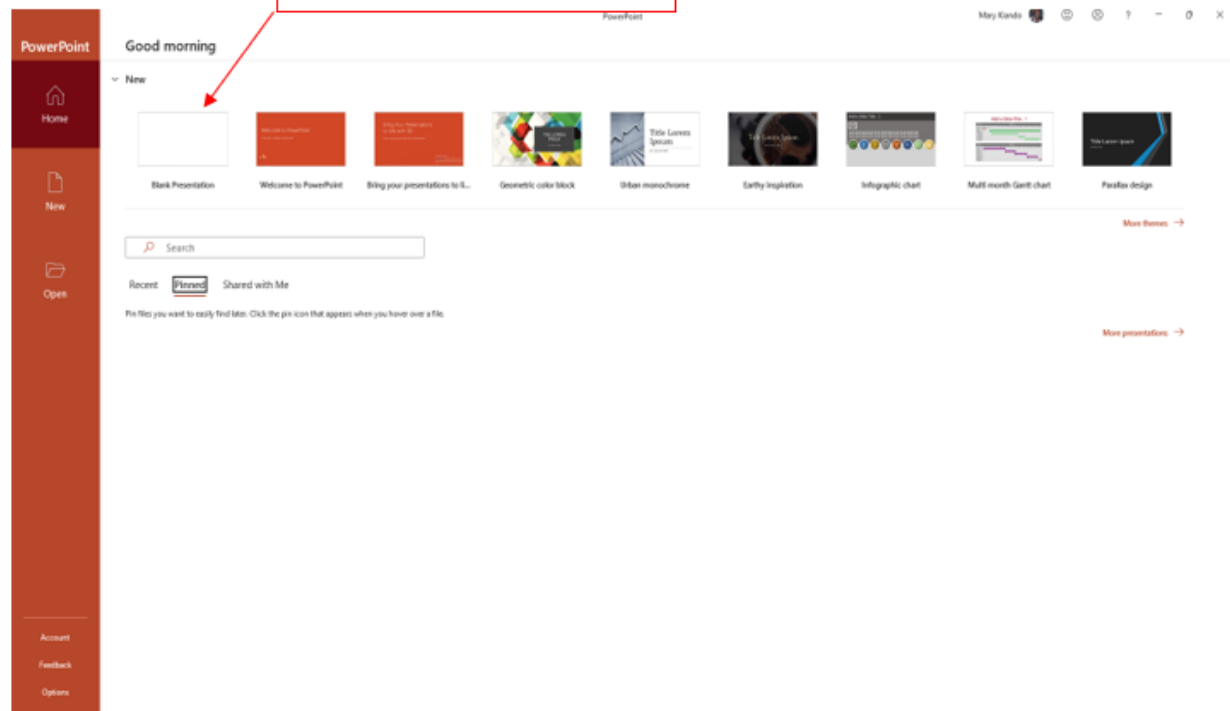 PowerPoint
Mary Kiando
?
PowerPoint
Good morning
New
Home
New
Open
Blank Presentation
Welcome to PowerPoint
Bring your presentations to li...
Geometric color block
Urban monochrome
Earthy Inspiration
Infographic chart
Multi month Gantt chart
Parallax design
Title Lorem
Ipsum
Title Lorem Ipsum
Title Lorem Ipsum
More themes
Search
Recent Pinned Shared with Me
Pin files you want to easily find later. Click the pin icon that appears when you hover over a file.
More presentations
Account
Feedback
Options